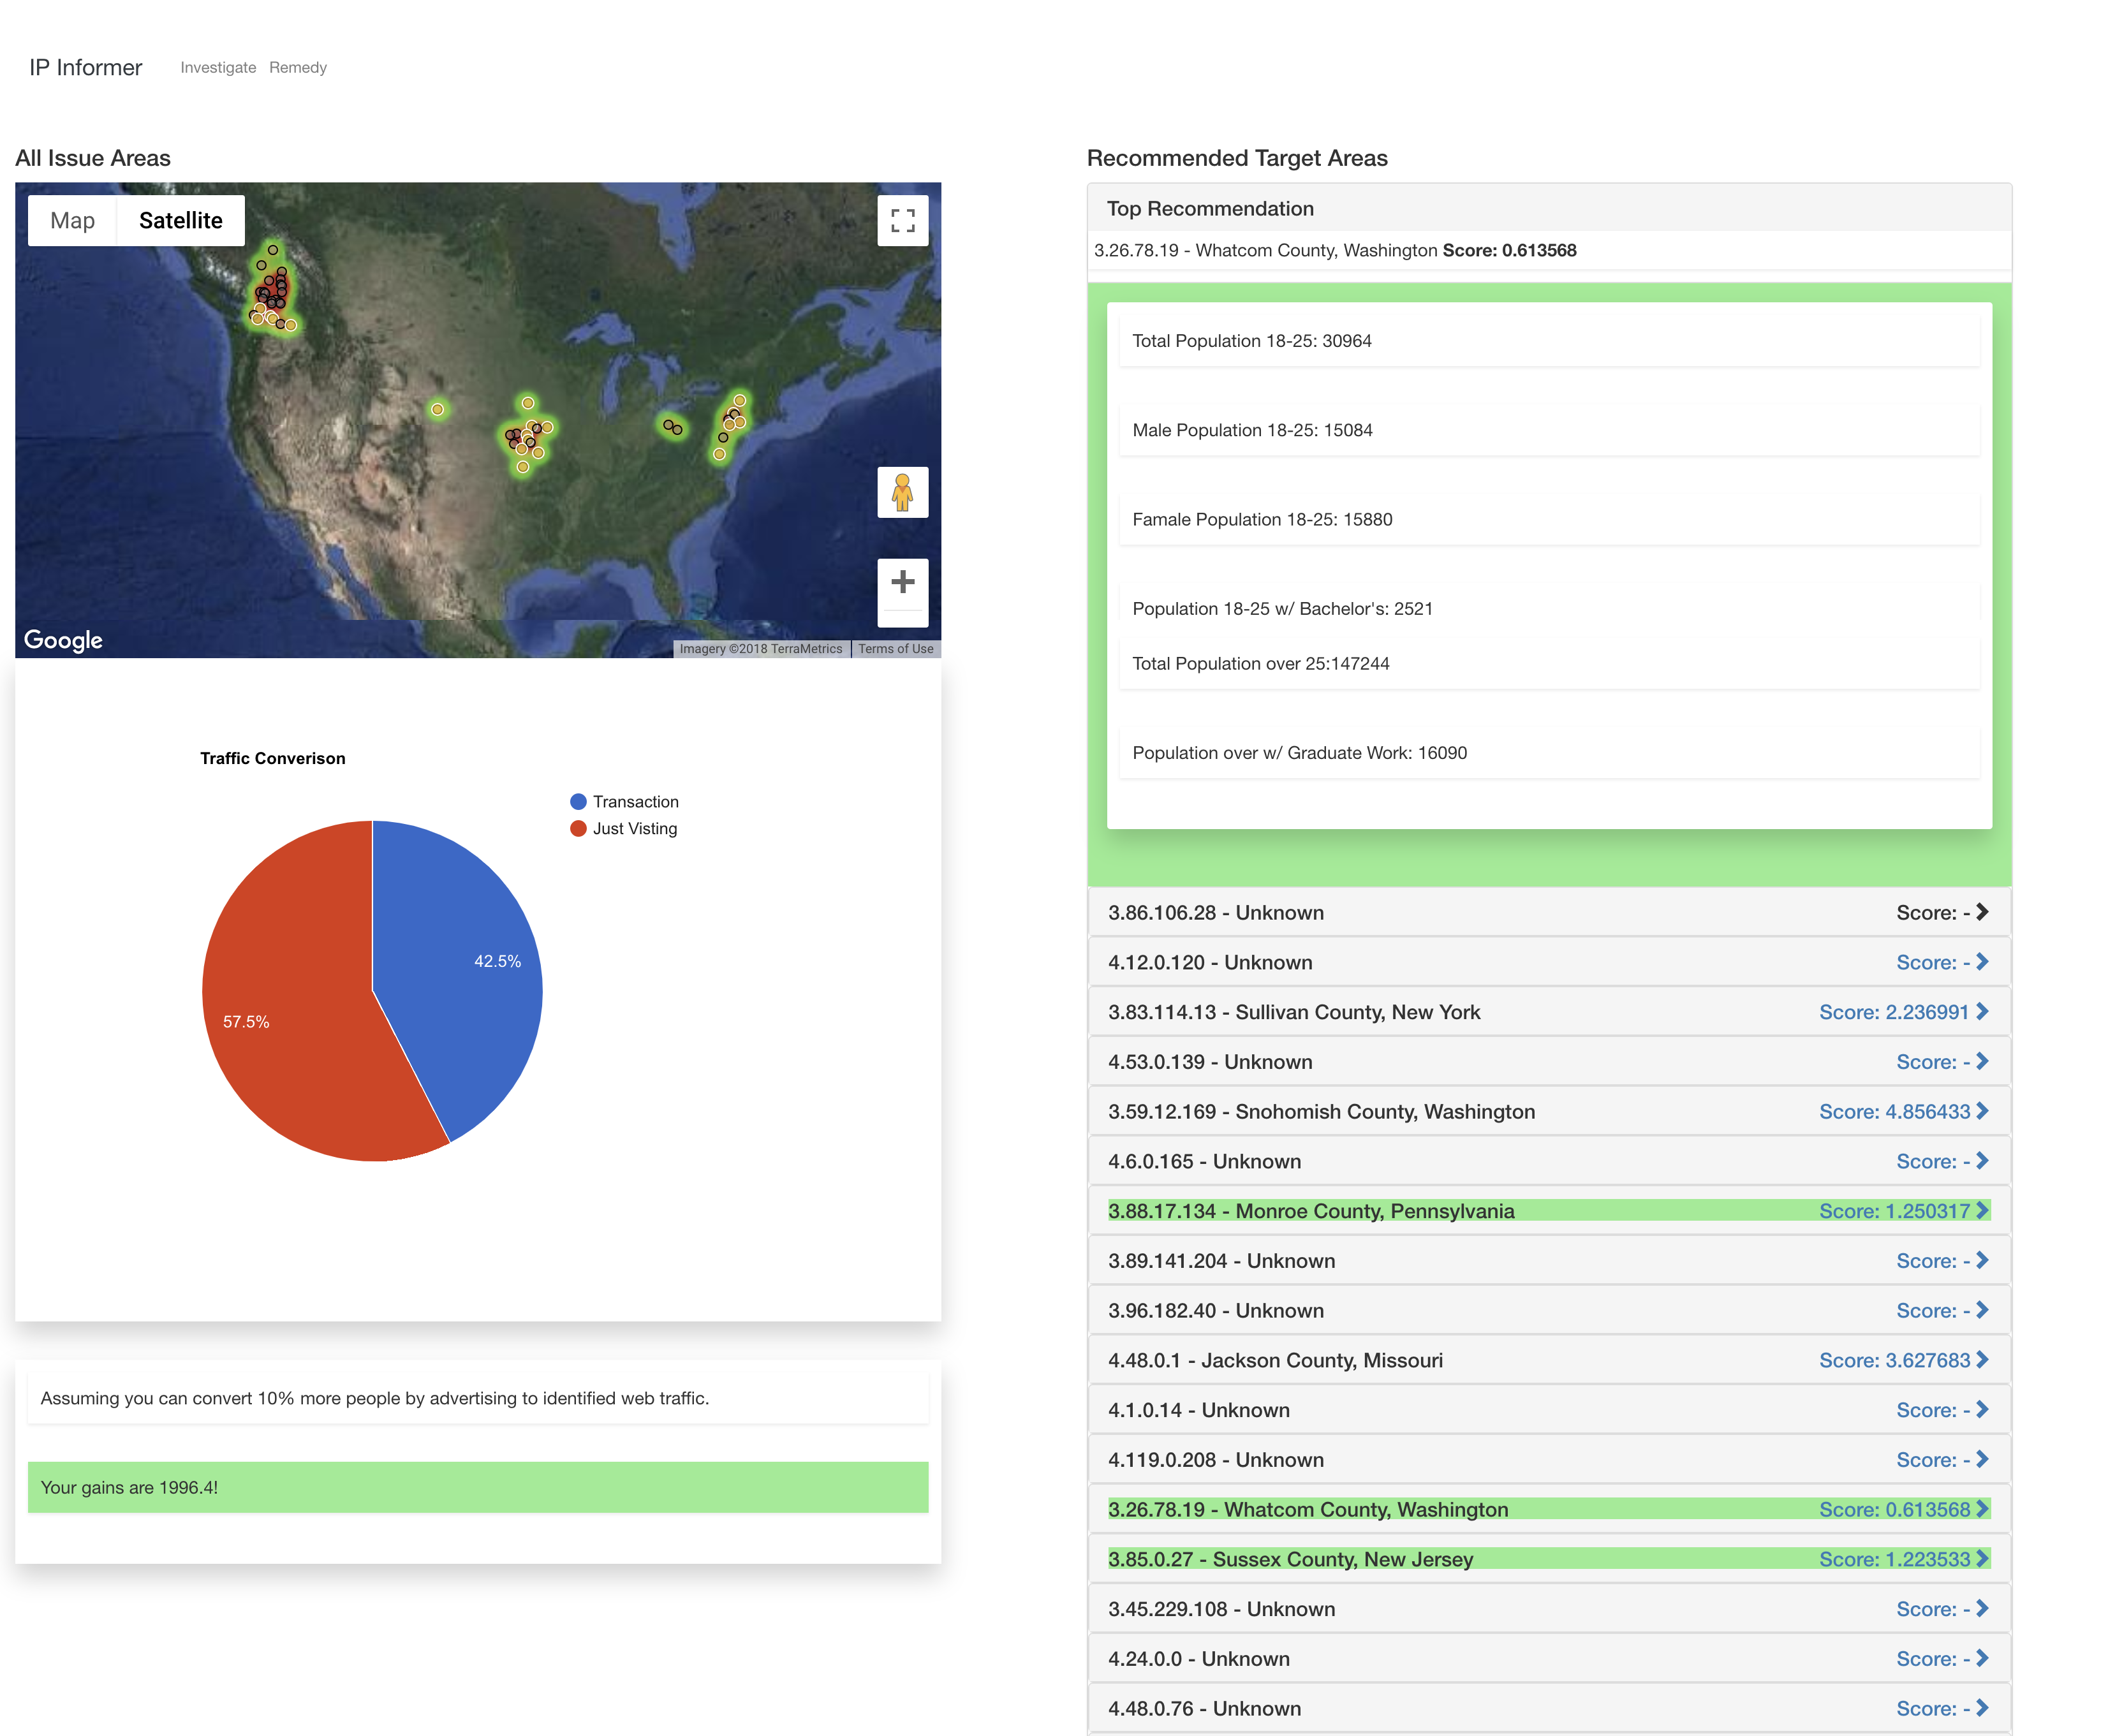 IP Informer
Investigate Remedy
All Issue Areas
Map Satellite
Google
Imagery ©2018 TerraMetrics Terms of Use
Traffic Converison
Transaction
Just Visting
42.5%
57.5%
Assuming you can convert 10% more people by advertising to identified web traffic.
Your gains are 1996.4!
Recommended Target Areas
Top Recommendation
3.26.78.19 - Whatcom County, Washington Score: 0.613568
Total Population 18-25: 30964
Male Population 18-25: 15084
Famale Population 18-25: 15880
Population 18-25 w/ Bachelor's: 2521
Total Population over 25:147244
Population over w/ Graduate Work: 16090
3.86.106.28 - Unknown Score: -
4.12.0.120 - Unknown Score: -
3.83.114.13 - Sullivan County, New York Score: 2.236991
4.53.0.139 - Unknown Score: -
3.59.12.169 - Snohomish County, Washington Score: 4.856433
4.6.0.165 - Unknown Score: -
3.88.17.134 - Monroe County, Pennsylvania Score: 1.250317
3.89.141.204 - Unknown Score: -
3.96.182.40 - Unknown Score: -
4.48.0.1 - Jackson County, Missouri Score: 3.627683
4.1.0.14 - Unknown Score: -
4.119.0.208 - Unknown Score: -
3.26.78.19 - Whatcom County, Washington Score: 0.613568
3.85.0.27 - Sussex County, New Jersey Score: 1.223533
3.45.229.108 - Unknown Score: -
4.24.0.0 - Unknown Score: -
4.48.0.76 - Unknown Score: -